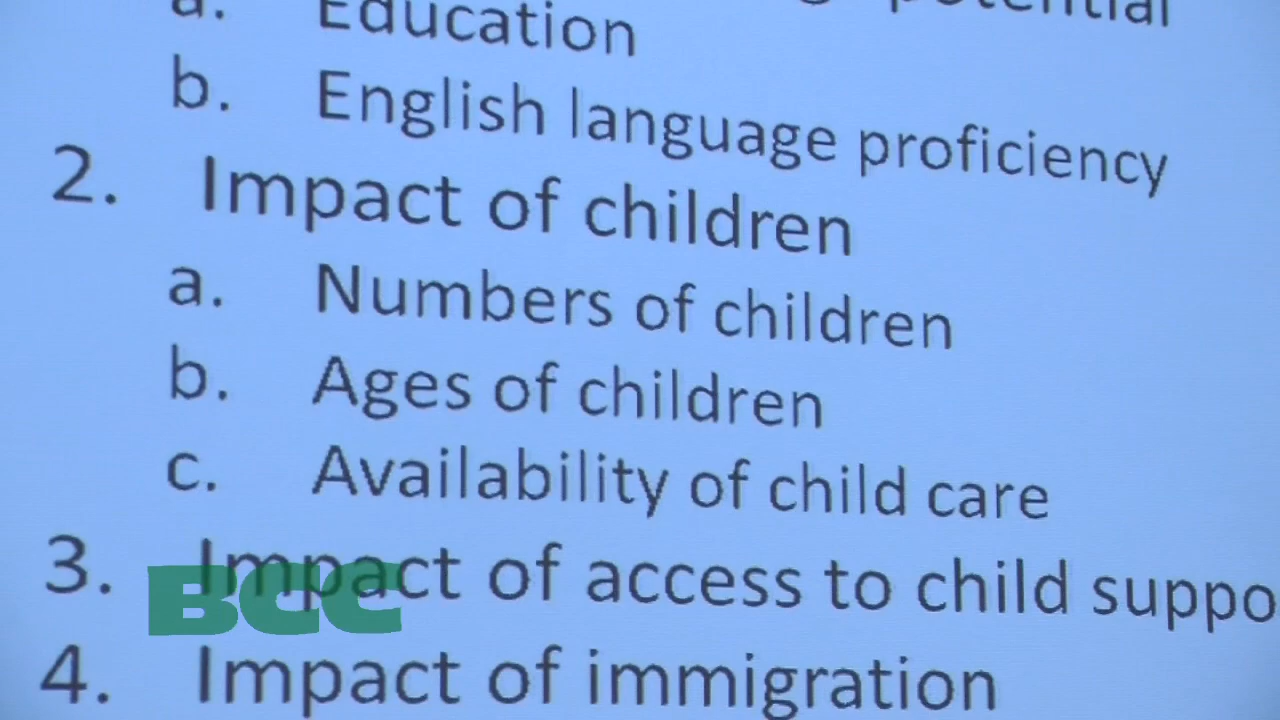 potential
a. Education
b. English language proficiency
2. Impact of children
a. Numbers of children
b. Ages of children
c. Availability of child care
3. Impact of access to child suppo
4. Impact of immigration
BCC